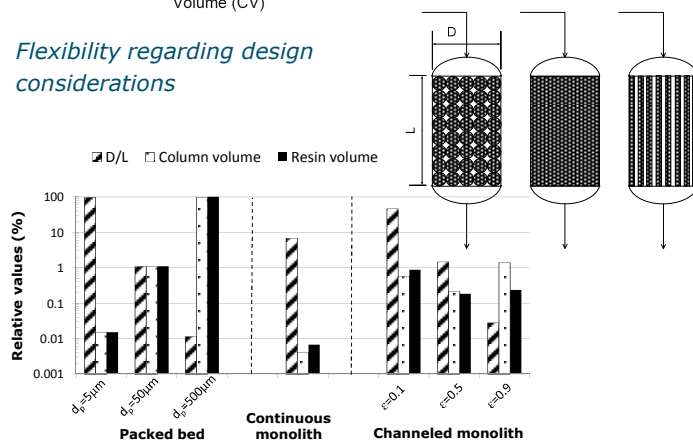 Volume (CV)
Flexibility regarding design
considerations
D
L
D/L Column volume Resin volume
Relative values (%)
100
10
1
0.1
0.01
0.001
dp=5µm
dp=50µm
dp=500µm
ε=0.1
ε=0.5
ε=0.9
Packed bed
Continuous
monolith
Channeled monolith